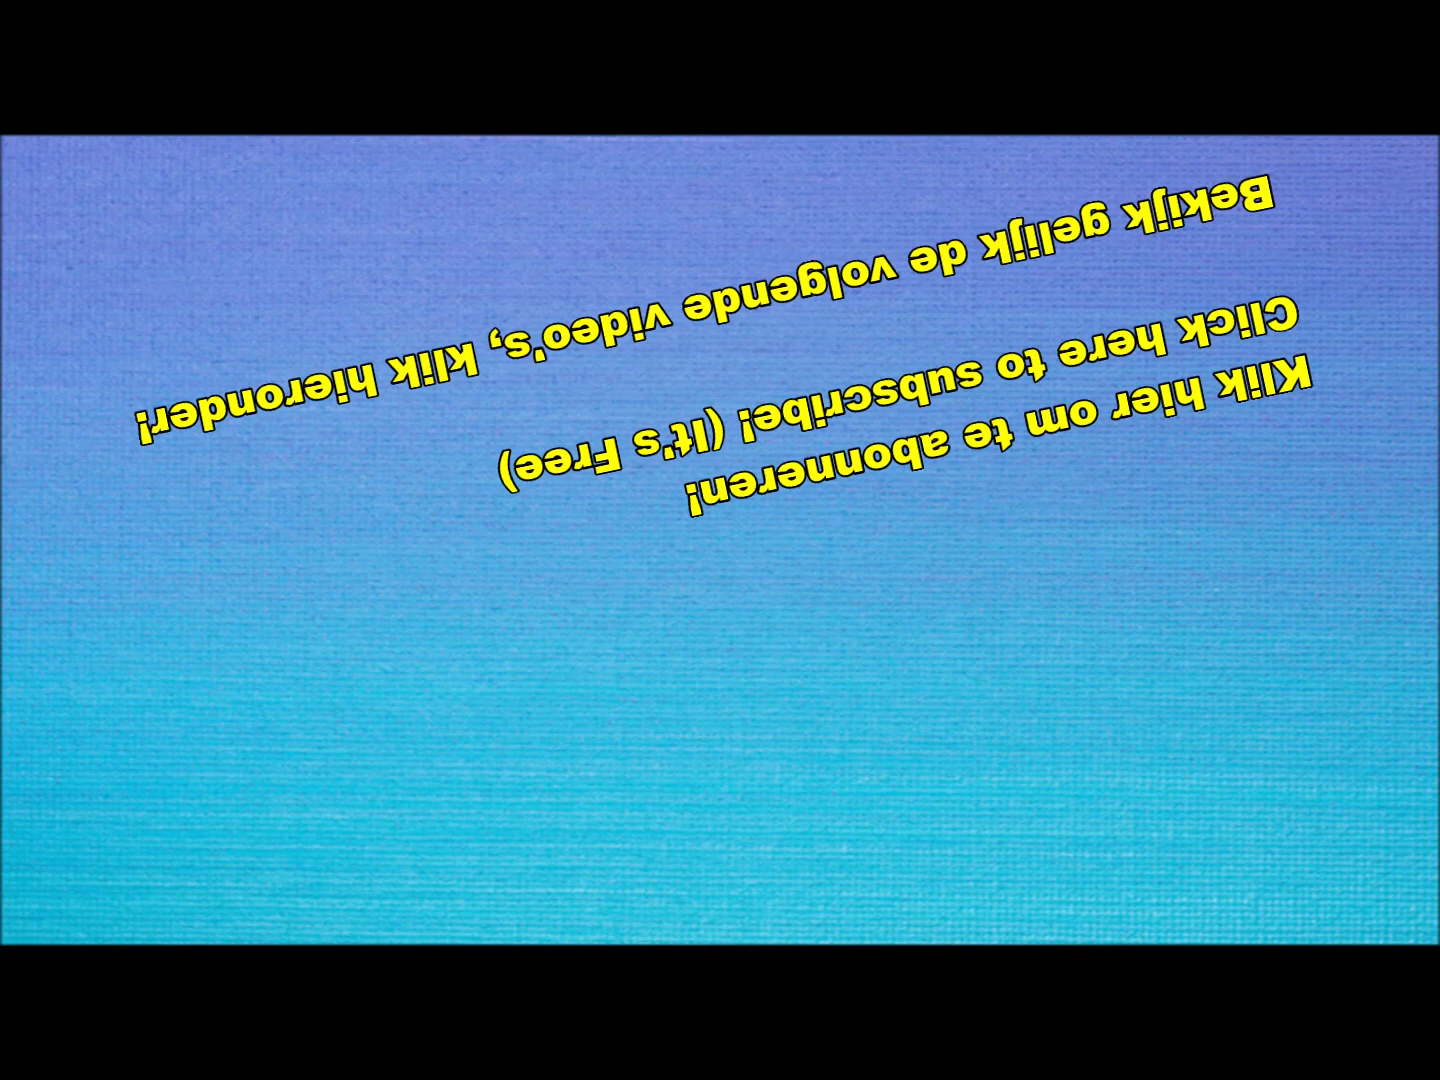 Klik hier om te abonneren!
Click here to subscribe! (It's Free)
Bekijk gelijk de volgende video's, klik hieronder!